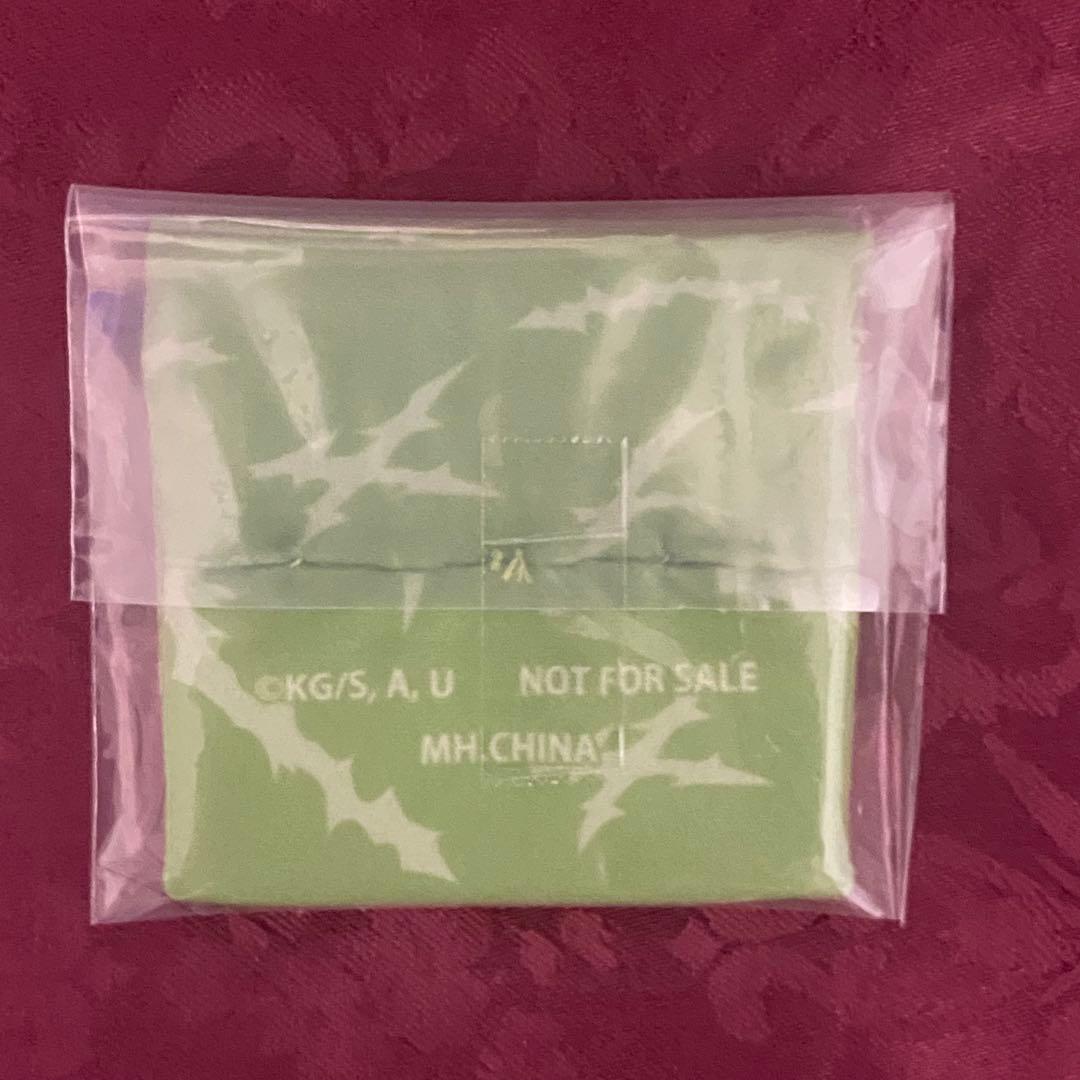 ©KG/S, A, U NOT FOR SALE
MH.CHINA